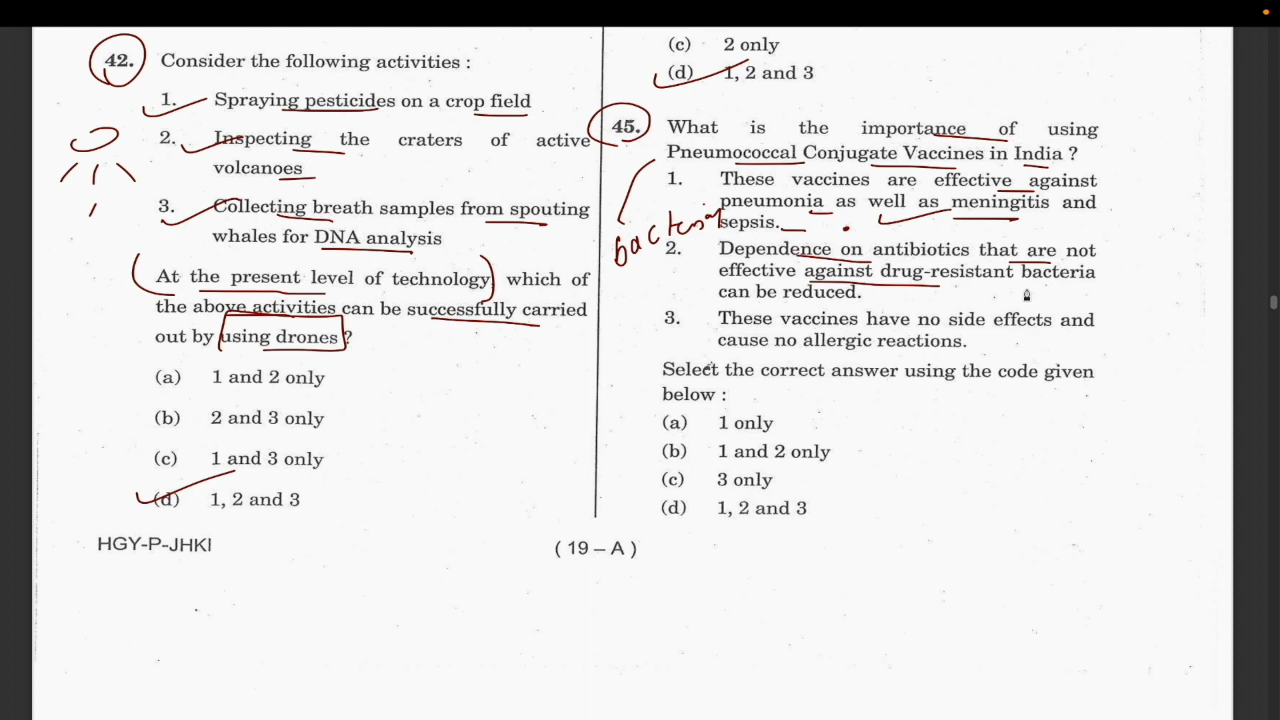 42. Consider the following activities :
1. Spraying pesticides on a crop field
2. Inspecting the craters of active
volcanoes
3. Collecting breath samples from spouting
whales for DNA analysis
At the present level of technology, which of
the above activities can be successfully carried
out by using drones ?
(a) 1 and 2 only
(b) 2 and 3 only
(c) 1 and 3 only
(d) 1, 2 and 3
(c) 2 only
(d) 1, 2 and 3
45. What is the importance of using
Pneumococcal Conjugate Vaccines in India ?
1. These vaccines are effective against
pneumonia as well as meningitis and
sepsis.
bacterial
2. Dependence on antibiotics that are not
effective against drug-resistant bacteria
can be reduced.
3. These vaccines have no side effects and
cause no allergic reactions.
Select the correct answer using the code given
below :
(a) 1 only
(b) 1 and 2 only
(c) 3 only
(d) 1, 2 and 3
HGY-P-JHKI
( 19 – A )